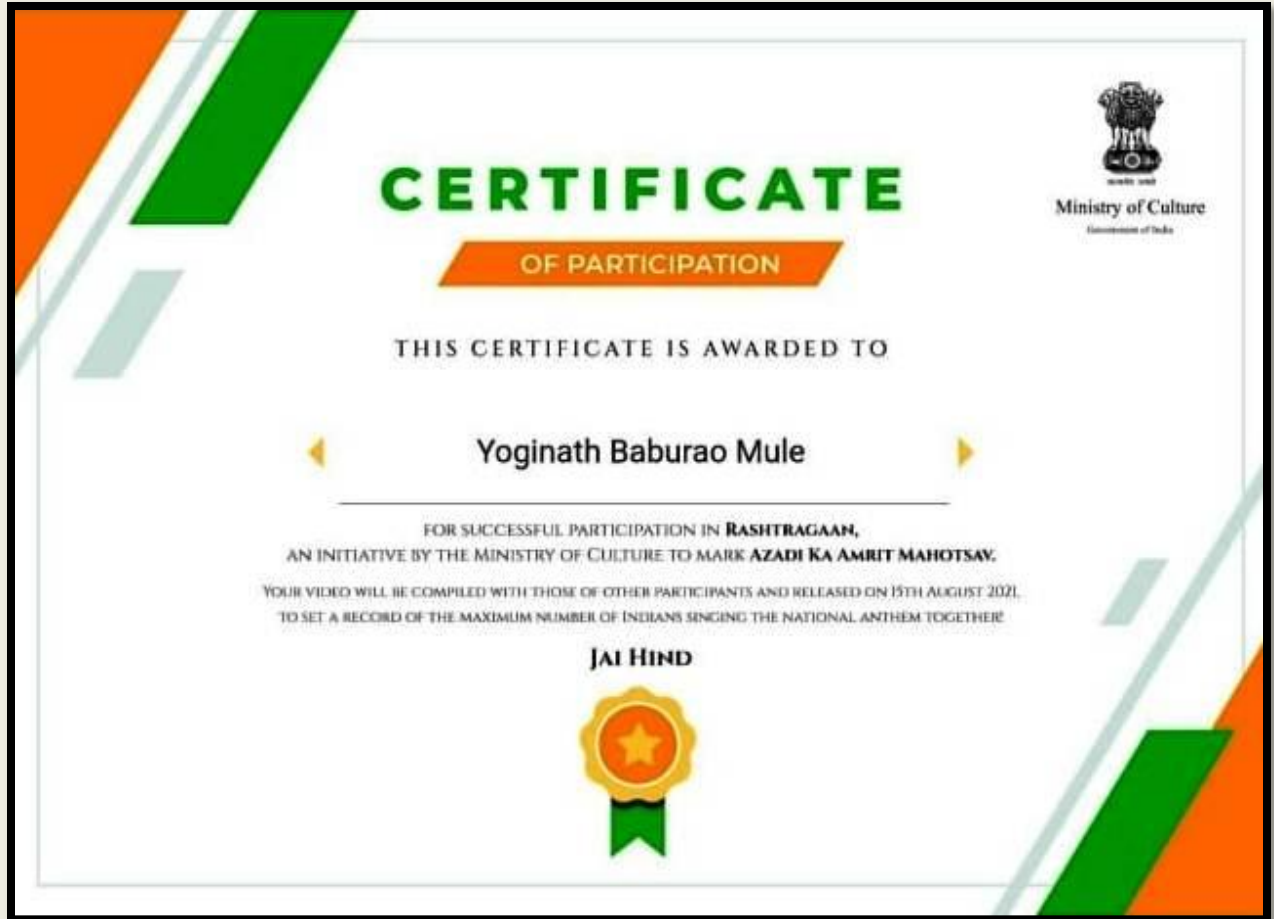 CERTIFICATE
OF PARTICIPATION
Ministry of Culture
Government of India
THIS CERTIFICATE IS AWARDED TO
Yoginath Baburao Mule
FOR SUCCESSFUL PARTICIPATION IN RASHTRAGAAN,
AN INITIATIVE BY THE MINISTRY OF CULTURE TO MARK AZADI KA AMRIT MAHOTSAV.
YOUR VIDEO WILL BE COMPILED WITH THOSE OF OTHER PARTICIPANTS AND RELEASED ON 15TH AUGUST 2021,
TO SET A RECORD OF THE MAXIMUM NUMBER OF INDIANS SINGING THE NATIONAL ANTHEM TOGETHER!
JAI HIND